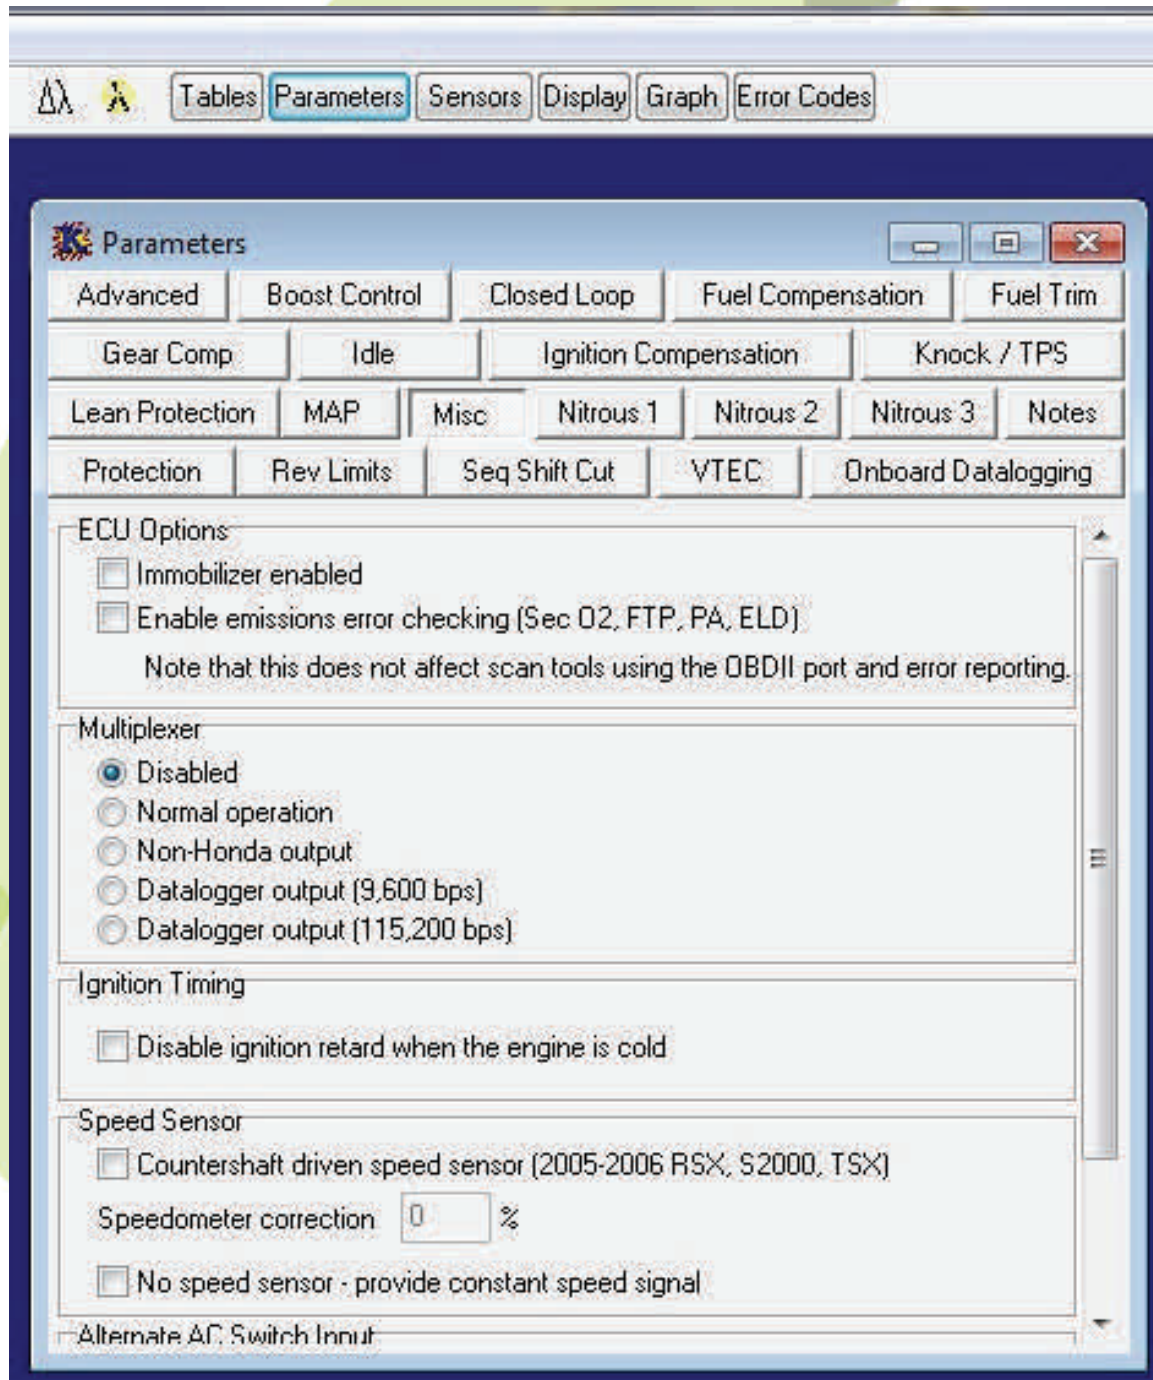 Δλ λ Tables Parameters Sensors Display Graph Error Codes
Parameters
Advanced Boost Control Closed Loop Fuel Compensation Fuel Trim
Gear Comp Idle Ignition Compensation Knock / TPS
Lean Protection MAP Misc Nitrous 1 Nitrous 2 Nitrous 3 Notes
Protection Rev Limits Seq Shift Cut VTEC Onboard Datalogging
ECU Options
Immobilizer enabled
Enable emissions error checking (Sec O2, FTP, PA, ELD)
Note that this does not affect scan tools using the OBDII port and error reporting.
Multiplexer
Disabled
Normal operation
Non-Honda output
Datalogger output (9,600 bps)
Datalogger output (115,200 bps)
Ignition Timing
Disable ignition retard when the engine is cold
Speed Sensor
Countershaft driven speed sensor (2005-2006 RSX, S2000, TSX)
Speedometer correction 0 %
No speed sensor - provide constant speed signal
Alternate AC Switch Input